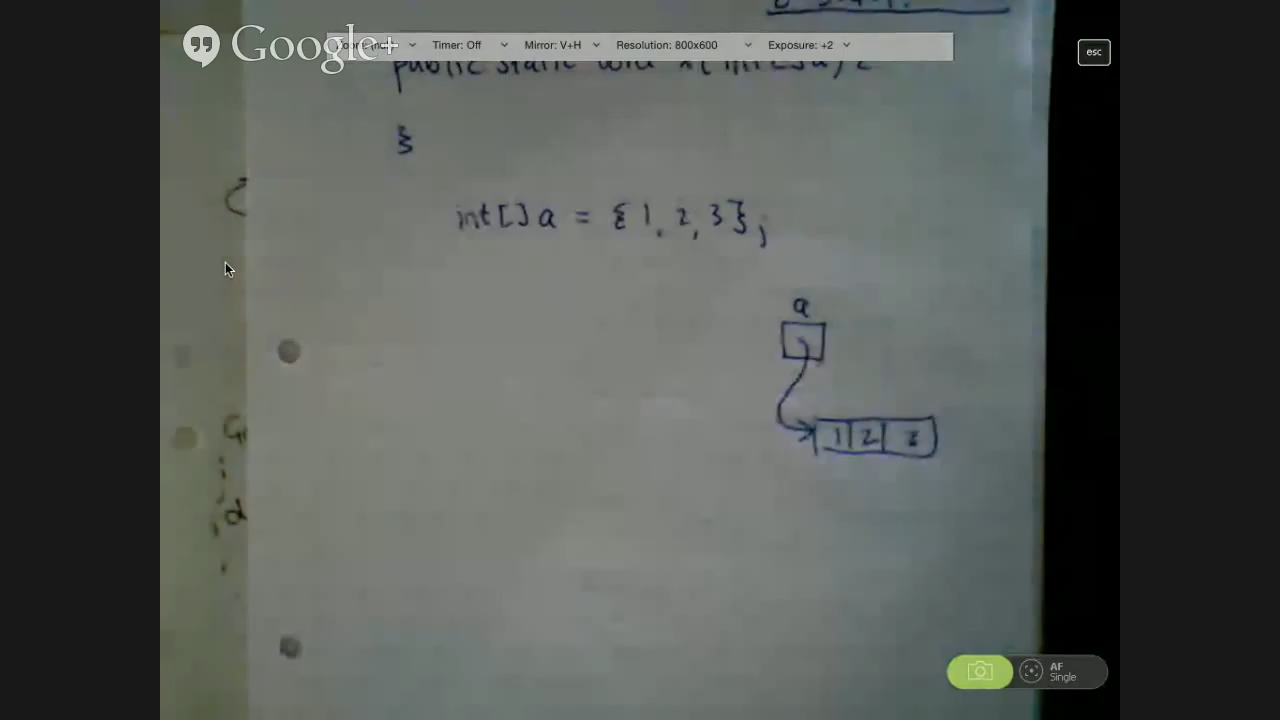 Google+
Timer: Off Mirror: V+H Resolution: 800x600 Exposure: +2
esc
public static void x(int[]a) {
}
int[] a = {1, 2, 3};
a
1 2 3
AF
Single